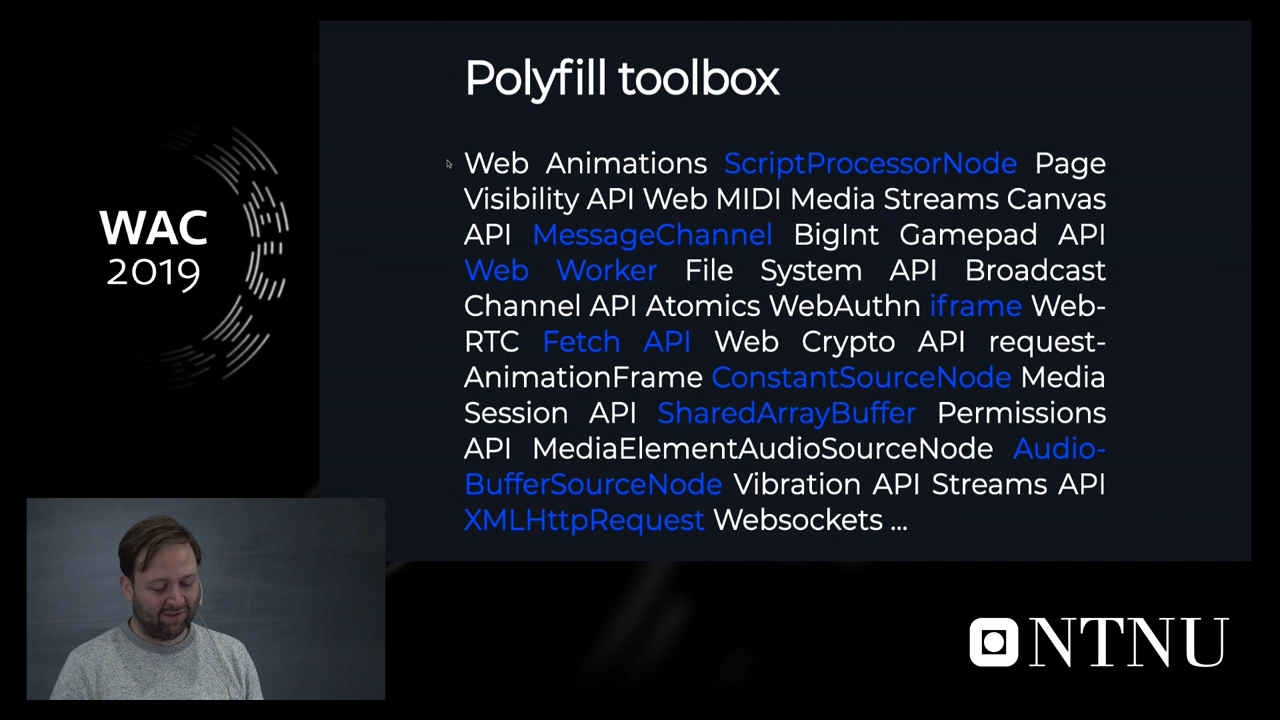 Polyfill toolbox
Web Animations ScriptProcessorNode Page
Visibility API Web MIDI Media Streams Canvas
API MessageChannel BigInt Gamepad API
Web Worker File System API Broadcast
Channel API Atomics WebAuthn iframe Web-
RTC Fetch API Web Crypto API request-
AnimationFrame ConstantSourceNode Media
Session API SharedArrayBuffer Permissions
API MediaElementAudioSourceNode Audio-
BufferSourceNode Vibration API Streams API
XMLHttpRequest Websockets ...
WAC
2019
NTNU